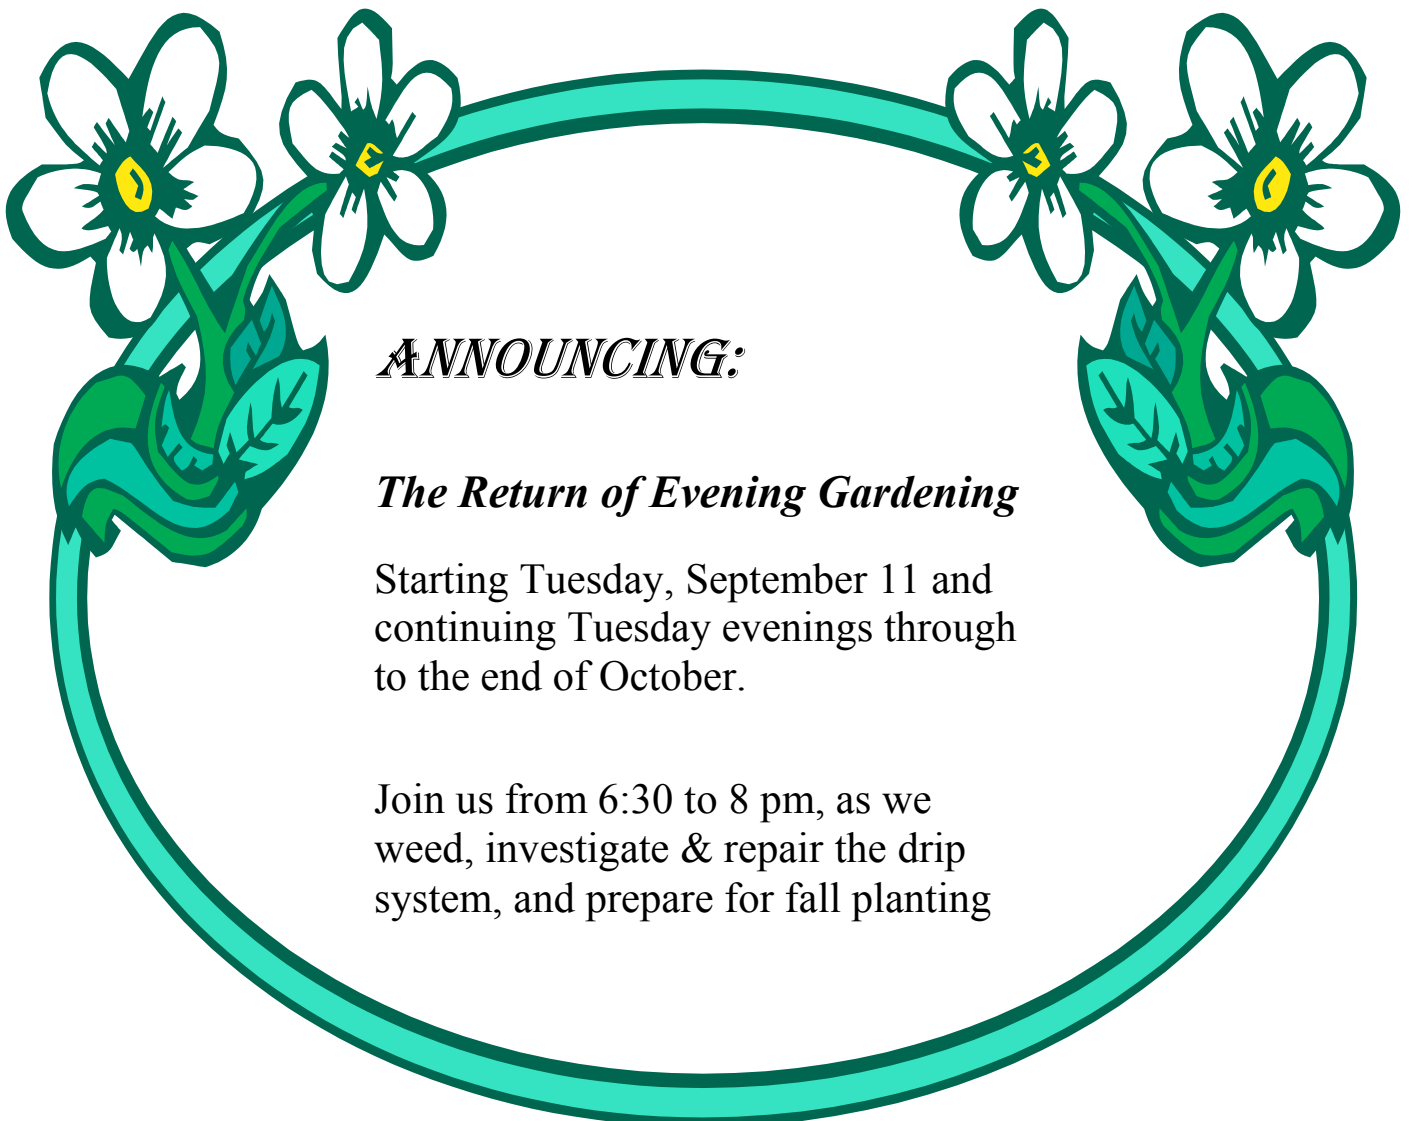 ANNOUNCING:
The Return of Evening Gardening
Starting Tuesday, September 11 and
continuing Tuesday evenings through
to the end of October.
Join us from 6:30 to 8 pm, as we
weed, investigate & repair the drip
system, and prepare for fall planting